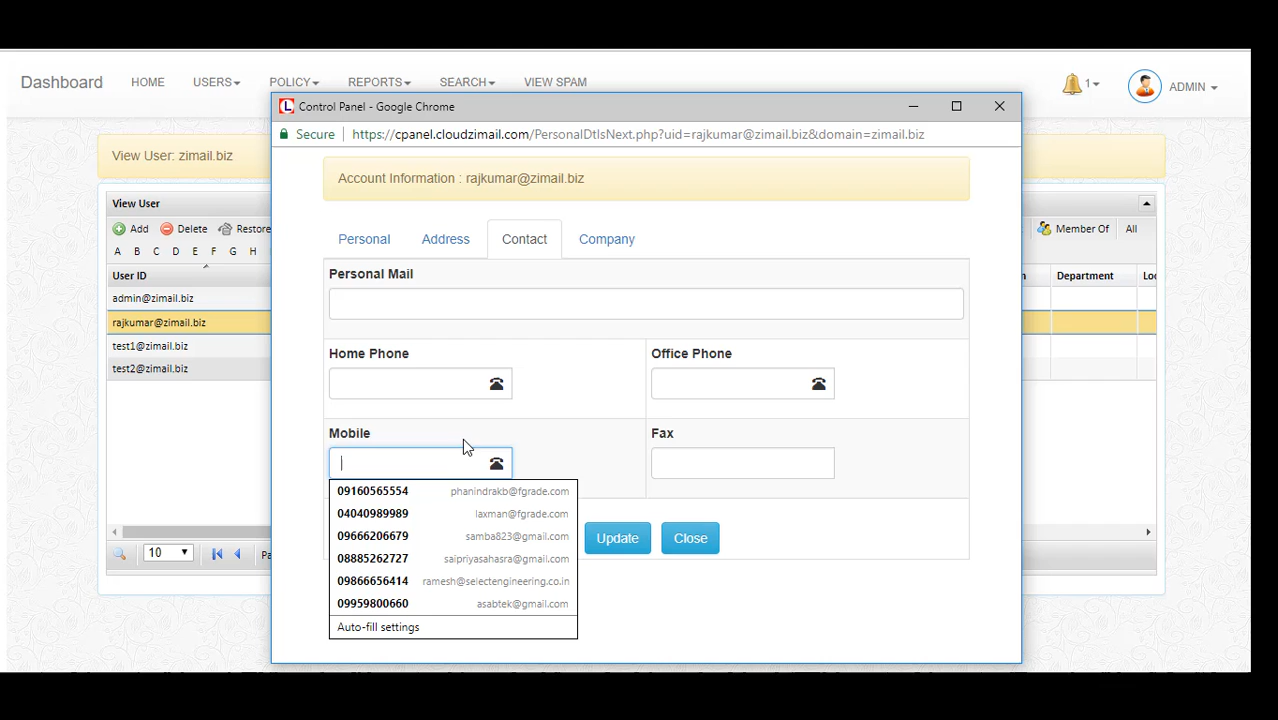 Dashboard HOME USERS POLICY REPORTS SEARCH VIEW SPAM 1 ADMIN
L Control Panel - Google Chrome
Secure https://cpanel.cloudzimail.com/PersonalDtlsNext.php?uid=rajkumar@zimail.biz&domain=zimail.biz
View User: zimail.biz
Account Information : rajkumar@zimail.biz
View User
Add Delete Restore Member Of All
A B C D E F G H
Personal Address Contact Company
User ID Department
admin@zimail.biz
rajkumar@zimail.biz
test1@zimail.biz
test2@zimail.biz
Personal Mail
Home Phone Office Phone
Mobile Fax
09160565554 phanindrakb@fgrade.com
04040989989 laxman@fgrade.com
09666206679 samba823@gmail.com
08885262727 saipriyasahasra@gmail.com
09866656414 ramesh@selectengineering.co.in
09959800660 asabtek@gmail.com
Auto-fill settings
Update Close
10